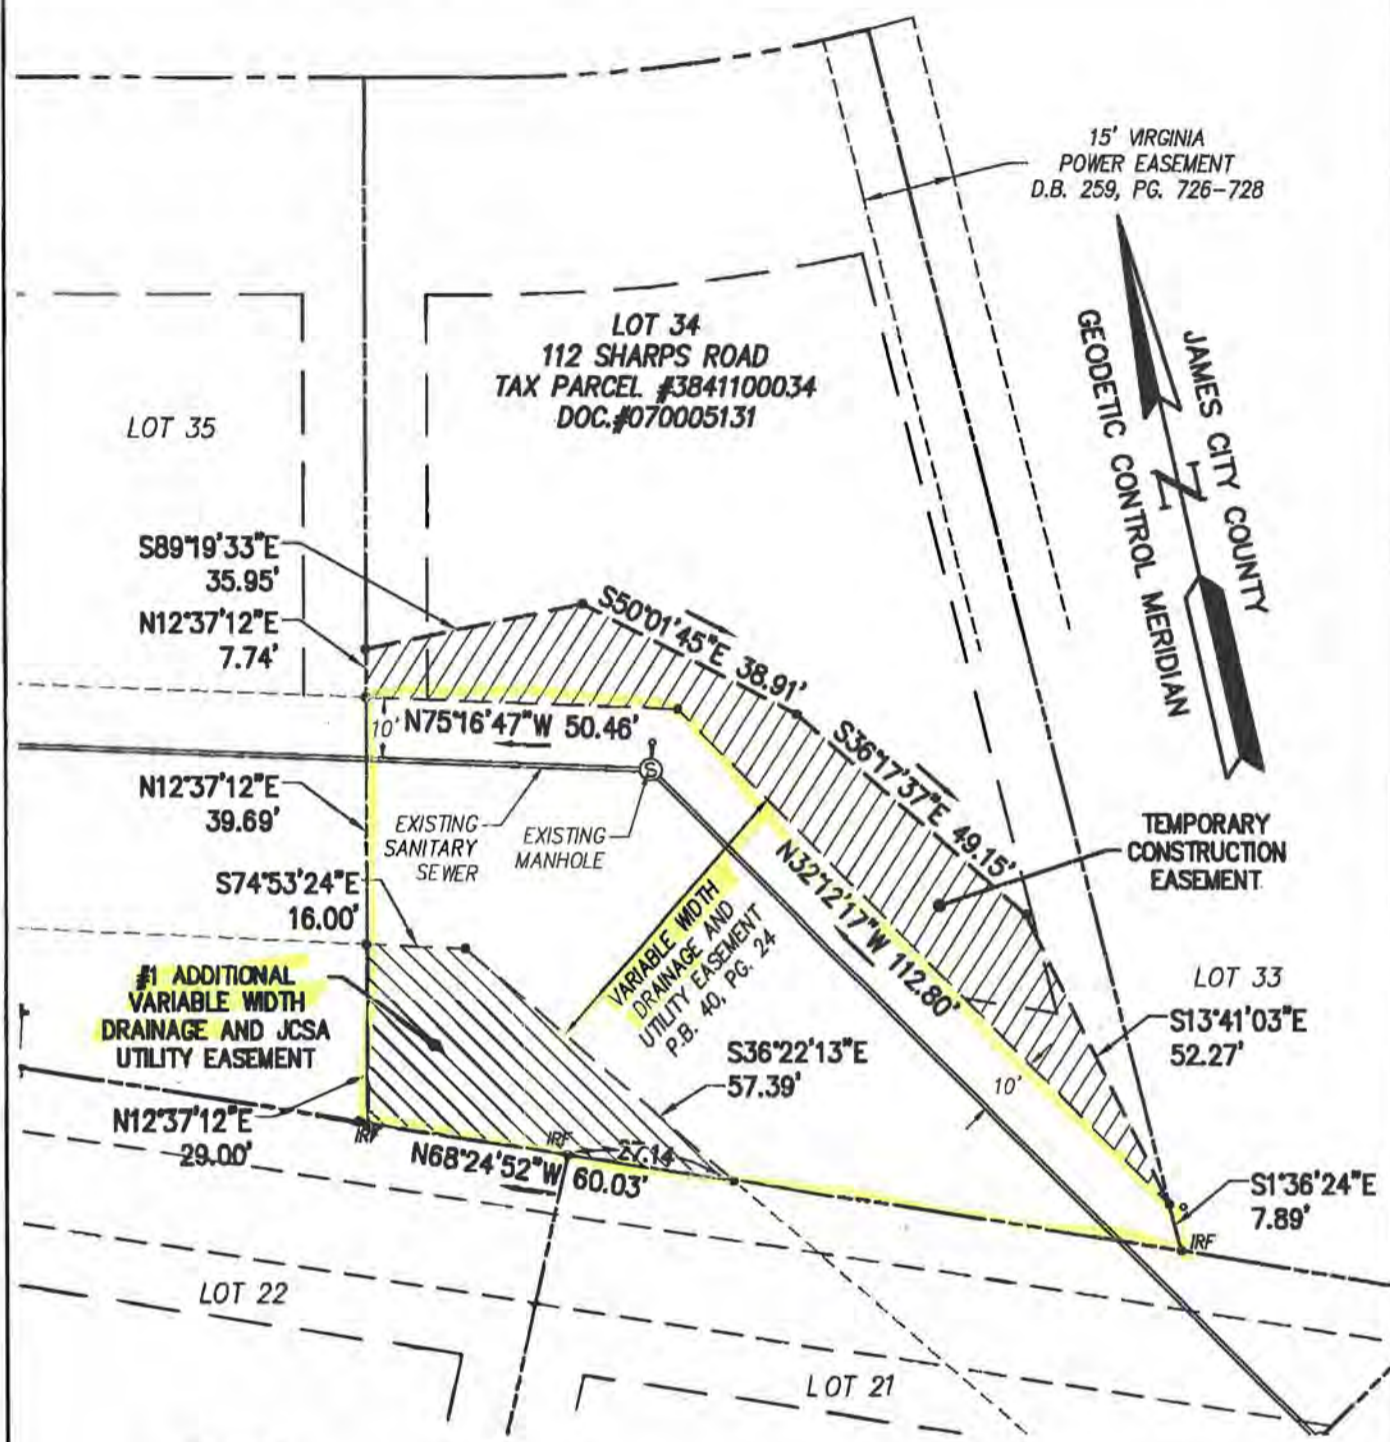 15' VIRGINIA
POWER EASEMENT
D.B. 259, PG. 726-728
JAMES CITY COUNTY
GEODETIC CONTROL MERIDIAN
N
LOT 34
112 SHARPS ROAD
TAX PARCEL #3841100034
DOC.#070005131
LOT 35
S89°19'33"E
35.95'
N12°37'12"E
7.74'
S50°01'45"E 38.91'
N75°16'47"W 50.46'
10'
S36°17'37"E 49.15'
S
N12°37'12"E
39.69'
EXISTING
SANITARY
SEWER
EXISTING
MANHOLE
TEMPORARY
CONSTRUCTION
EASEMENT
N32°12'17"W 112.80'
S74°53'24"E
16.00'
VARIABLE WIDTH
DRAINAGE AND
UTILITY EASEMENT
P.B. 40, PG. 24
#1 ADDITIONAL
VARIABLE WIDTH
DRAINAGE AND JCSA
UTILITY EASEMENT
LOT 33
S13°41'03"E
52.27'
S36°22'13"E
57.39'
10'
N12°37'12"E
29.00'
IRF
IRF
27.14
N68°24'52"W 60.03'
S1°36'24"E
7.89'
IRF
LOT 22
LOT 21